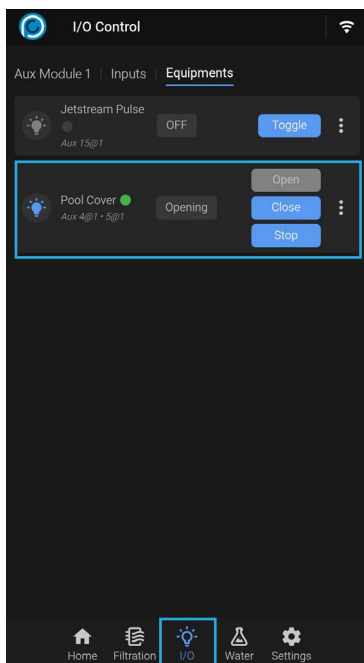 I/O Control
Aux Module 1 | Inputs | Equipments
Jetstream Pulse
OFF
Toggle
Aux 15@1
Open
Pool Cover
Opening
Close
Aux 4@1 • 5@1
Stop
Home Filtration I/O Water Settings